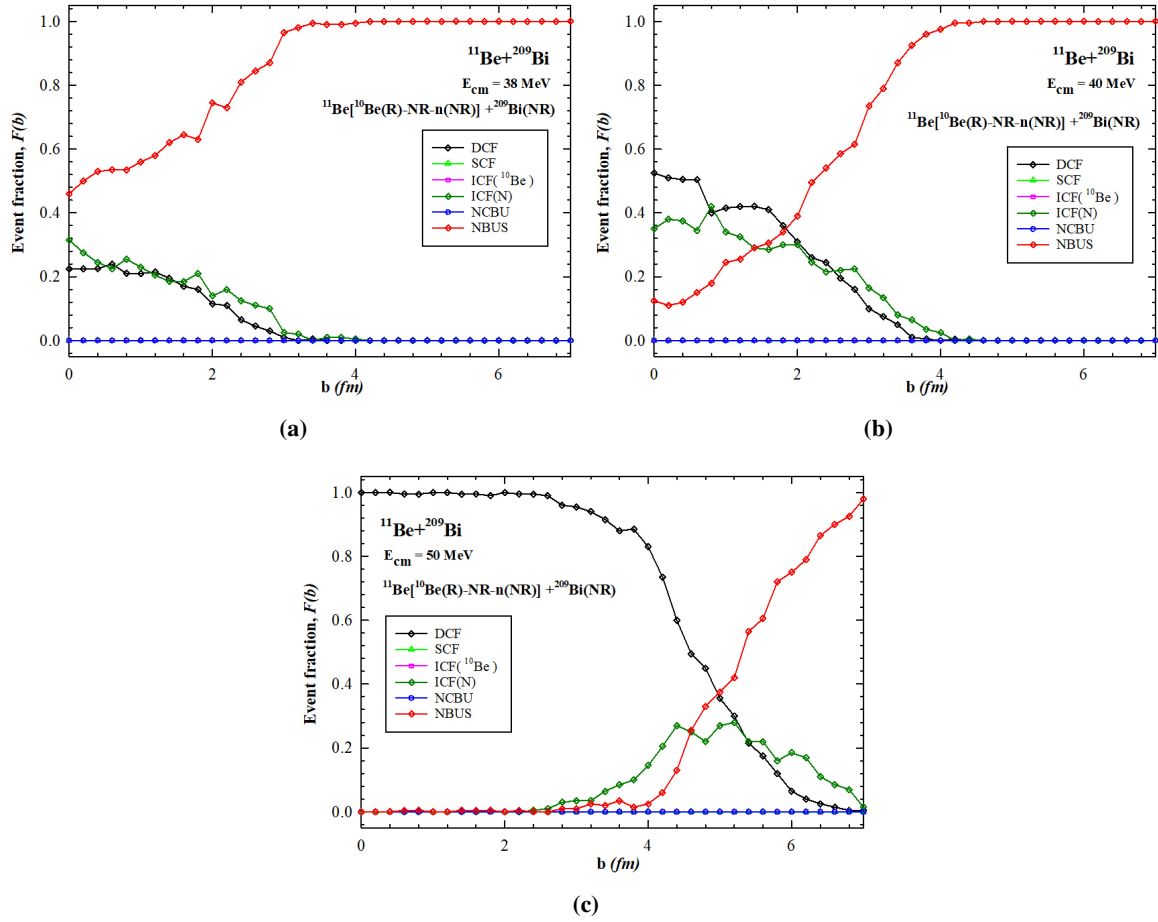 1.0
0.8
0.6
0.4
0.2
0.0
Event fraction, F(b)
11Be+209Bi
Ecm = 38 MeV
11Be[10Be(R)-NR-n(NR)] +209Bi(NR)
DCF
SCF
ICF(10Be)
ICF(N)
NCBU
NBUS
0 2 4 6
b (fm)
(a)
1.0
0.8
0.6
0.4
0.2
0.0
Event fraction, F(b)
11Be+209Bi
Ecm = 40 MeV
11Be[10Be(R)-NR-n(NR)] +209Bi(NR)
DCF
SCF
ICF(10Be)
ICF(N)
NCBU
NBUS
0 2 4 6
b (fm)
(b)
1.0
0.8
0.6
0.4
0.2
0.0
Event fraction, F(b)
11Be+209Bi
Ecm = 50 MeV
11Be[10Be(R)-NR-n(NR)] +209Bi(NR)
DCF
SCF
ICF(10Be)
ICF(N)
NCBU
NBUS
0 2 4 6
b (fm)
(c)